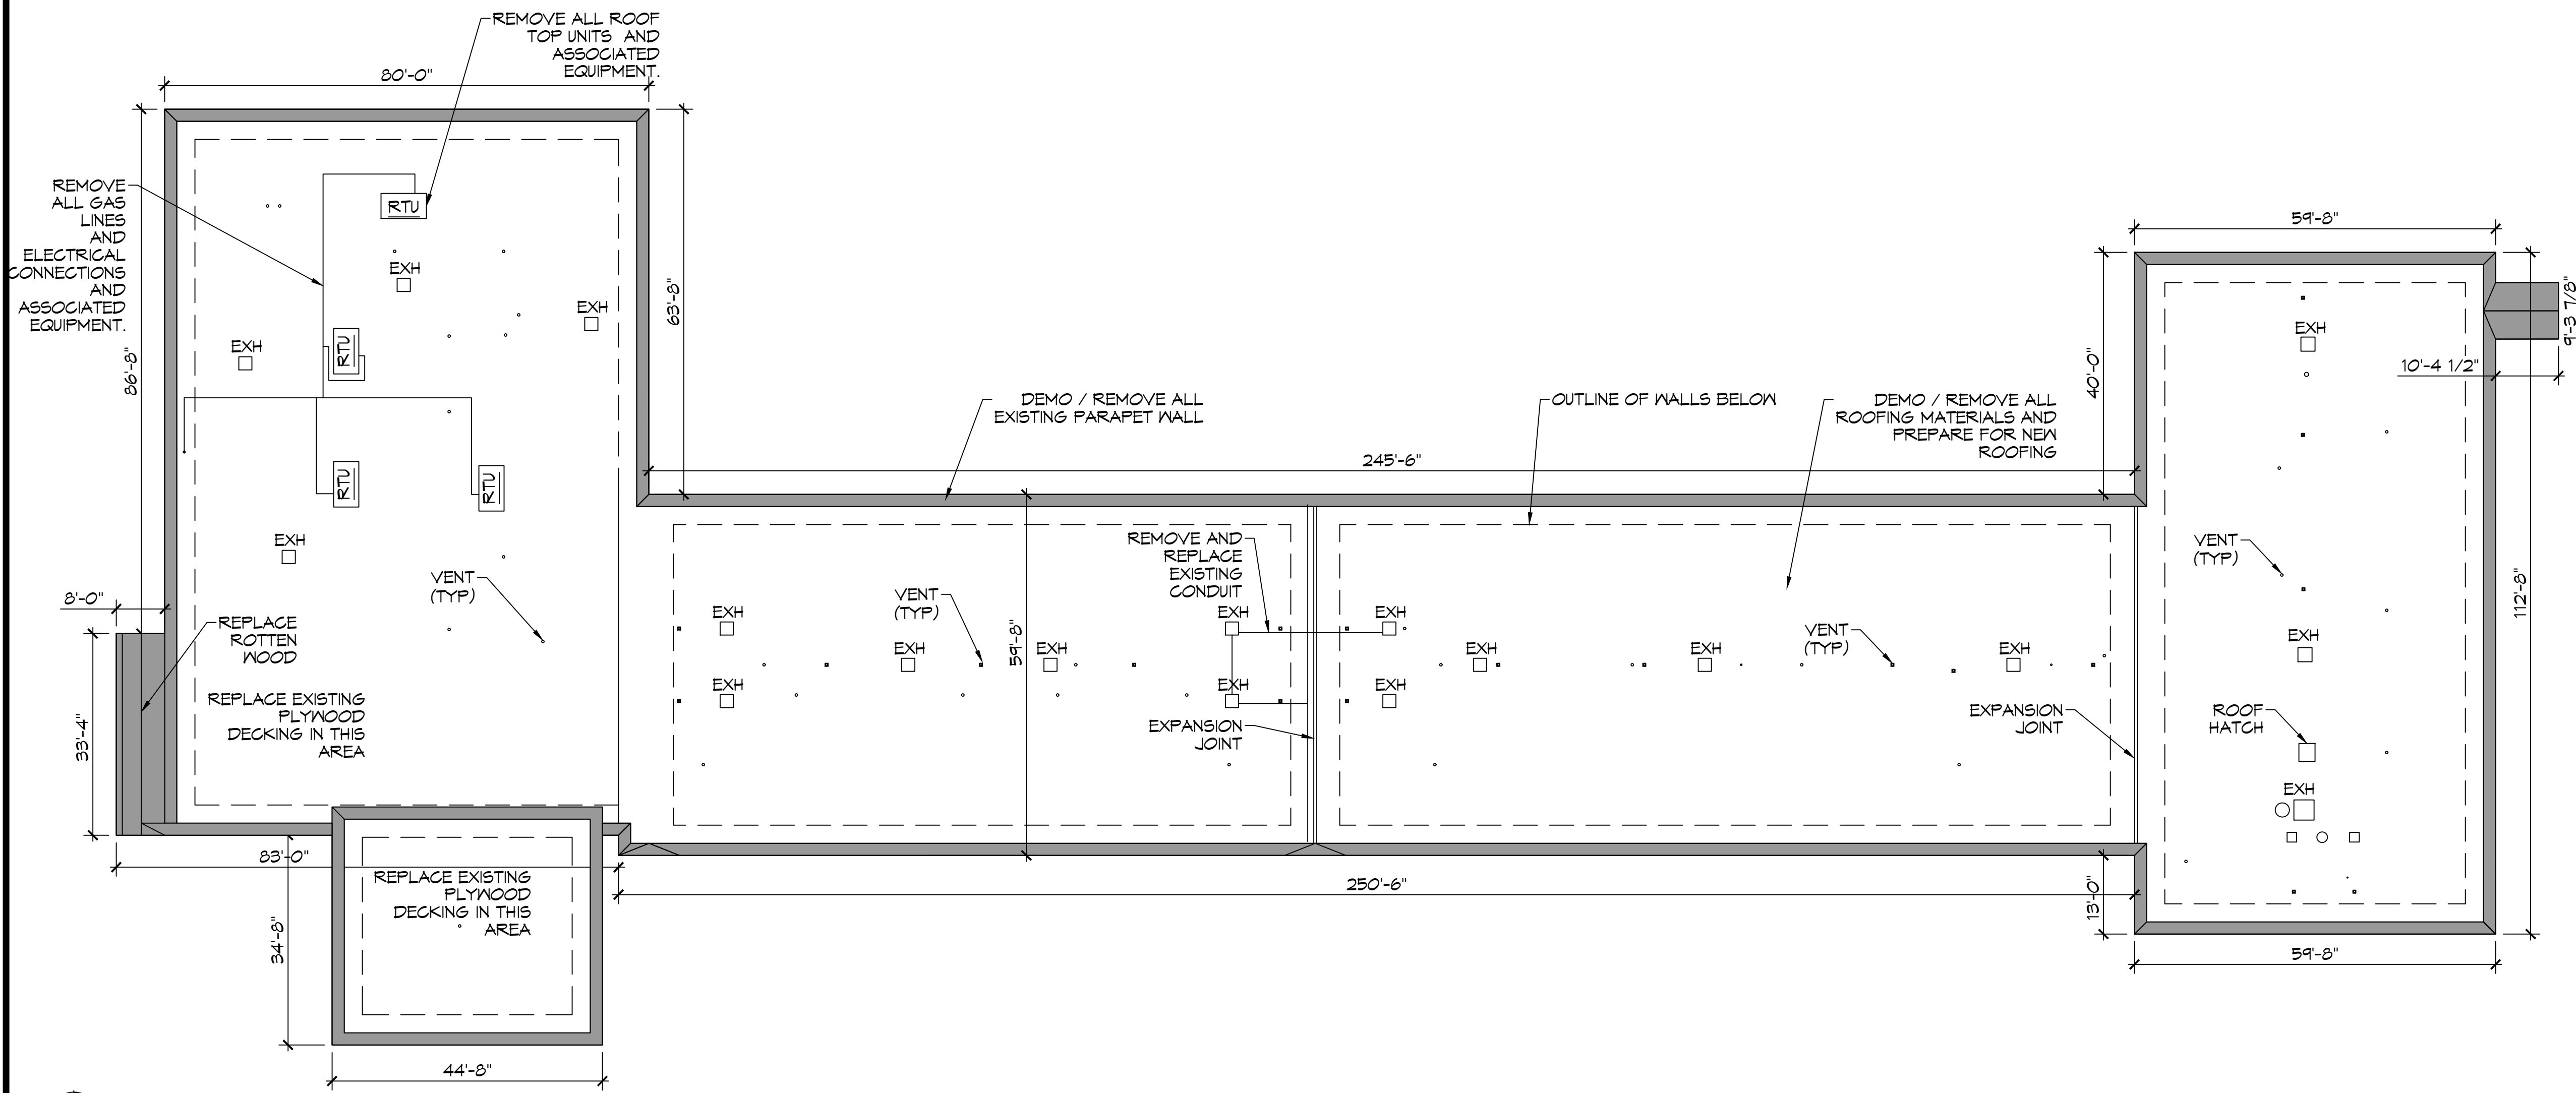 REMOVE ALL ROOF
TOP UNITS AND
ASSOCIATED
EQUIPMENT.
80'-0"
REMOVE
ALL GAS
LINES
AND
ELECTRICAL
CONNECTIONS
AND
ASSOCIATED
EQUIPMENT.
86'-8"
RTU
EXH
EXH
EXH
RTU
RTU
RTU
EXH
VENT
(TYP)
63'-8"
8'-0"
REPLACE
ROTTEN
WOOD
33'-4"
REPLACE EXISTING
PLYWOOD
DECKING IN THIS
AREA
83'-0"
REPLACE EXISTING
PLYWOOD
DECKING IN THIS
AREA
34'-8"
44'-8"
DEMO / REMOVE ALL
EXISTING PARAPET WALL
OUTLINE OF WALLS BELOW
DEMO / REMOVE ALL
ROOFING MATERIALS AND
PREPARE FOR NEW
ROOFING
245'-6"
REMOVE AND
REPLACE
EXISTING
CONDUIT
VENT
(TYP)
EXH
EXH
EXH
EXH
EXH
EXH
59'-8"
EXPANSION
JOINT
EXH
EXH
EXH
EXH
EXH
VENT
(TYP)
EXPANSION
JOINT
250'-6"
59'-8"
40'-0"
9'-3 7/8"
10'-4 1/2"
EXH
VENT
(TYP)
112'-8"
EXH
ROOF
HATCH
EXH
13'-0"
59'-8"